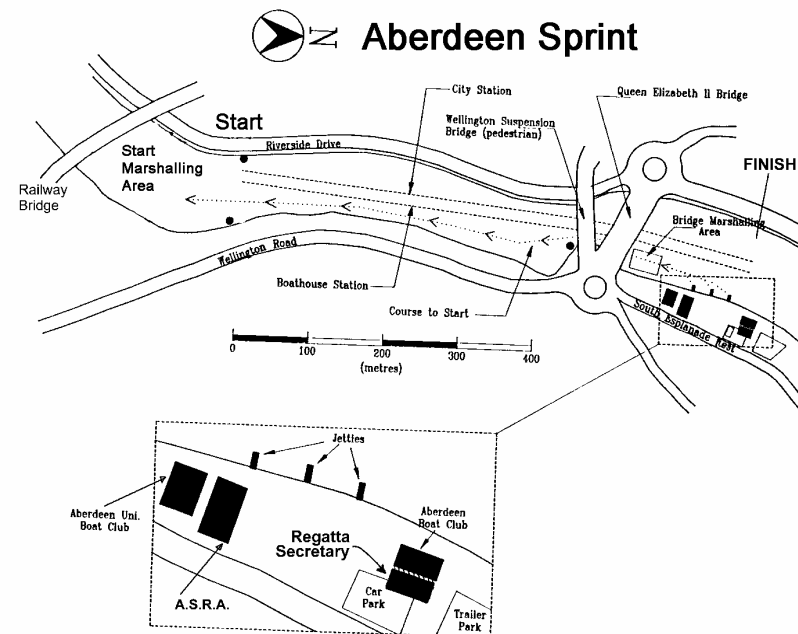 N Aberdeen Sprint
City Station
Queen Elizabeth II Bridge
Wellington Suspension
Bridge (pedestrian)
Start
Riverside Drive
FINISH
Start
Marshalling
Area
Railway
Bridge
Bridge Marshalling
Area
Wellington Road
Boathouse Station
Course to Start
South Esplanade West
0 100 200 300 400
(metres)
Jetties
Aberdeen Uni.
Boat Club
Aberdeen
Boat Club
Regatta
Secretary
A.S.R.A.
Car
Park
Trailer
Park